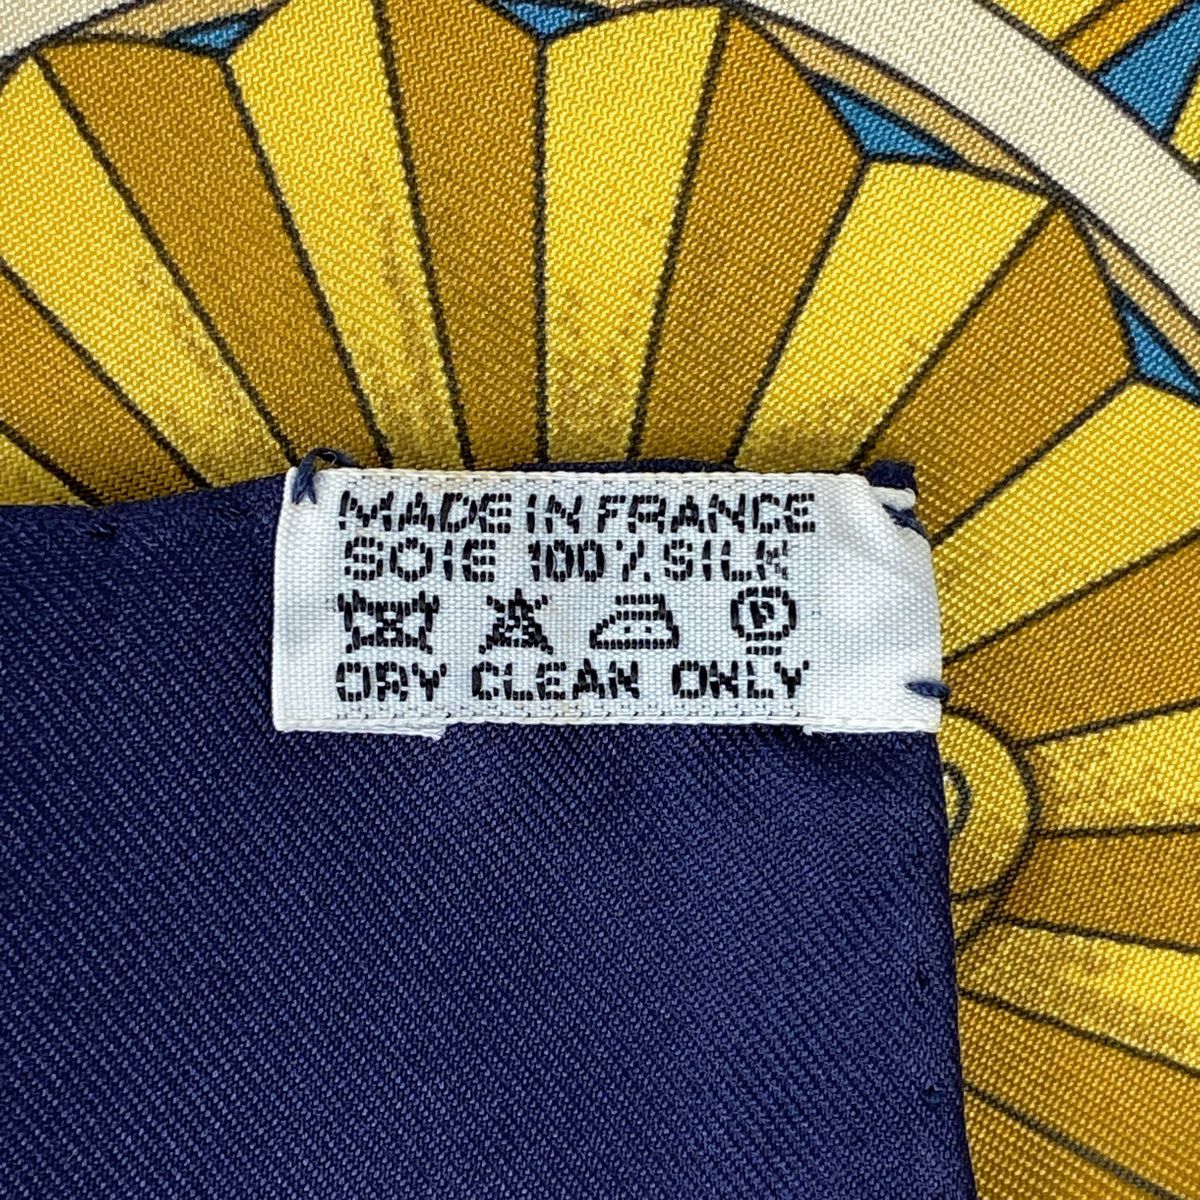 MADE IN FRANCE
SOIE 100% SILK
P
DRY CLEAN ONLY